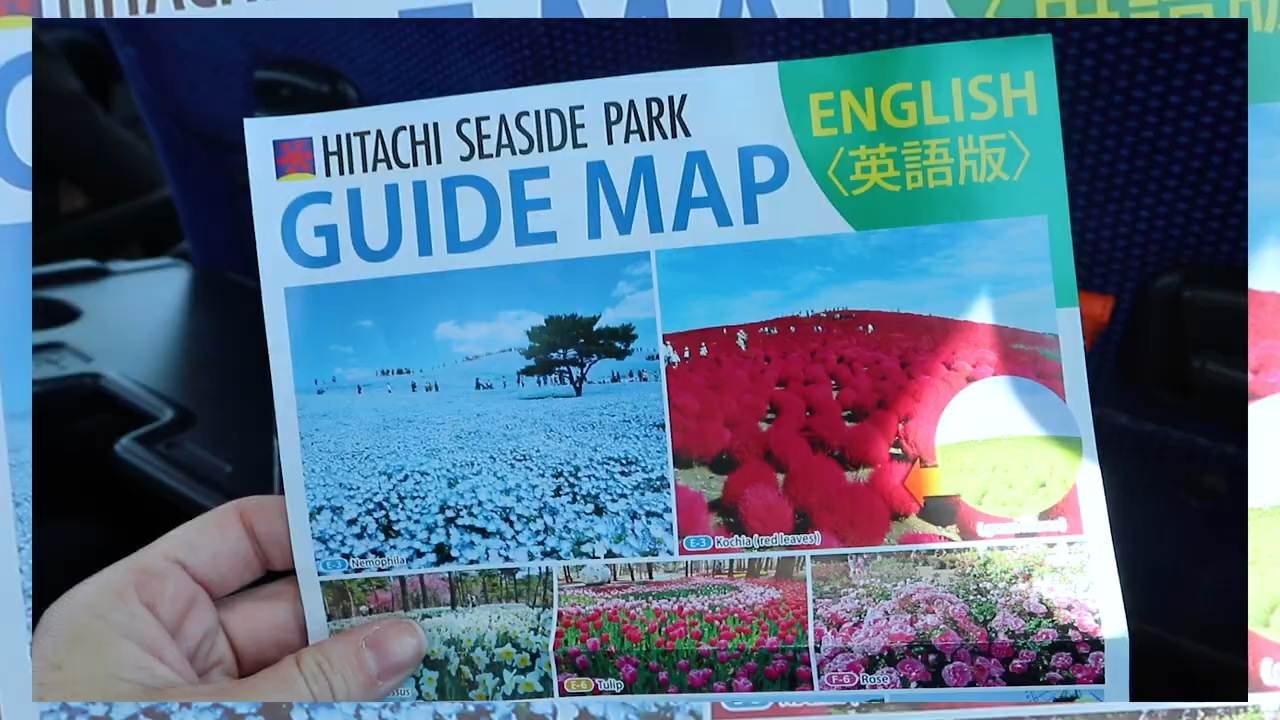 HITACHI SEASIDE PARK
GUIDE MAP
ENGLISH
〈英語版〉
E-3 Nemophila
E-3 Kochia (red leaves)
E-6 Tulip
F-6 Rose